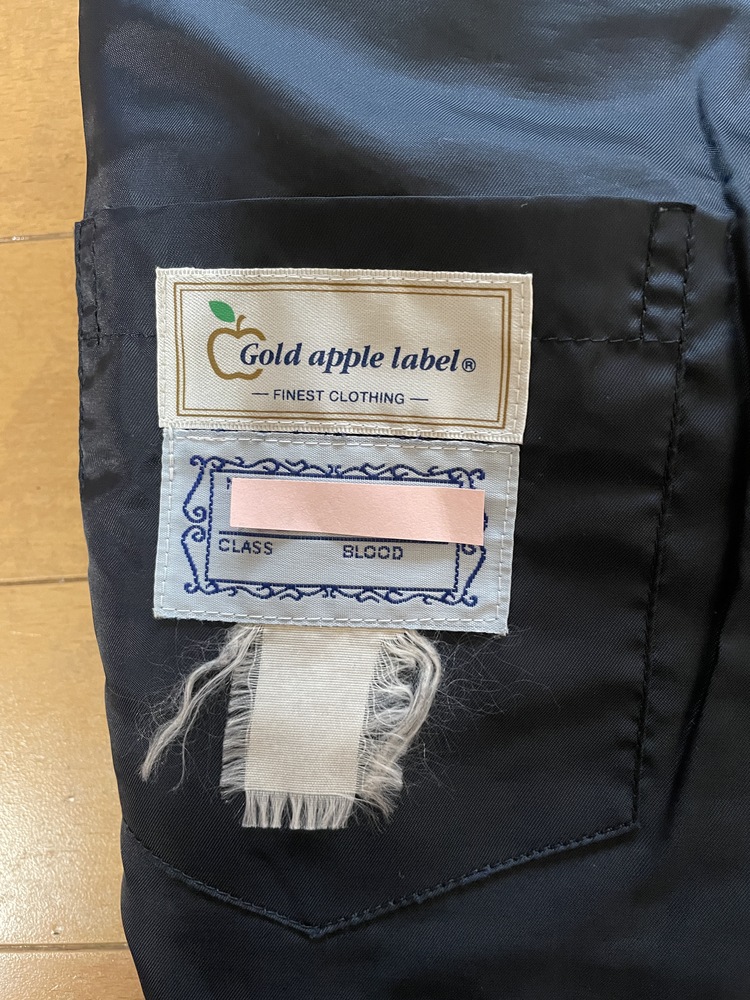 Gold apple label®
— FINEST CLOTHING —
CLASS BLOOD